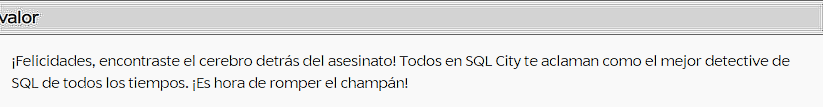 valor
¡Felicidades, encontraste el cerebro detrás del asesinato! Todos en SQL City te aclaman como el mejor detective de
SQL de todos los tiempos. ¡Es hora de romper el champán!